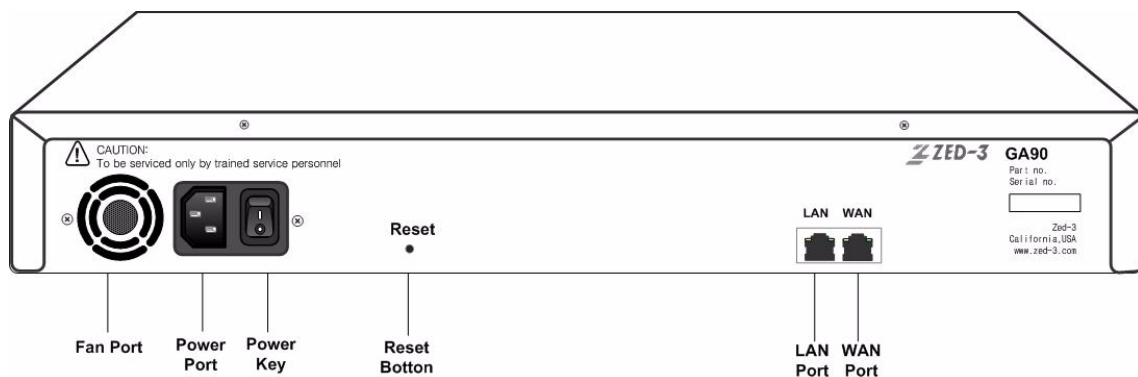 CAUTION:
To be serviced only by trained service personnel
ZED-3 GA90
Part no.
Serial no.
LAN WAN
Reset
Zed-3
California,USA
www.zed-3.com
Fan Port
Power
Port
Power
Key
Reset
Botton
LAN
Port
WAN
Port